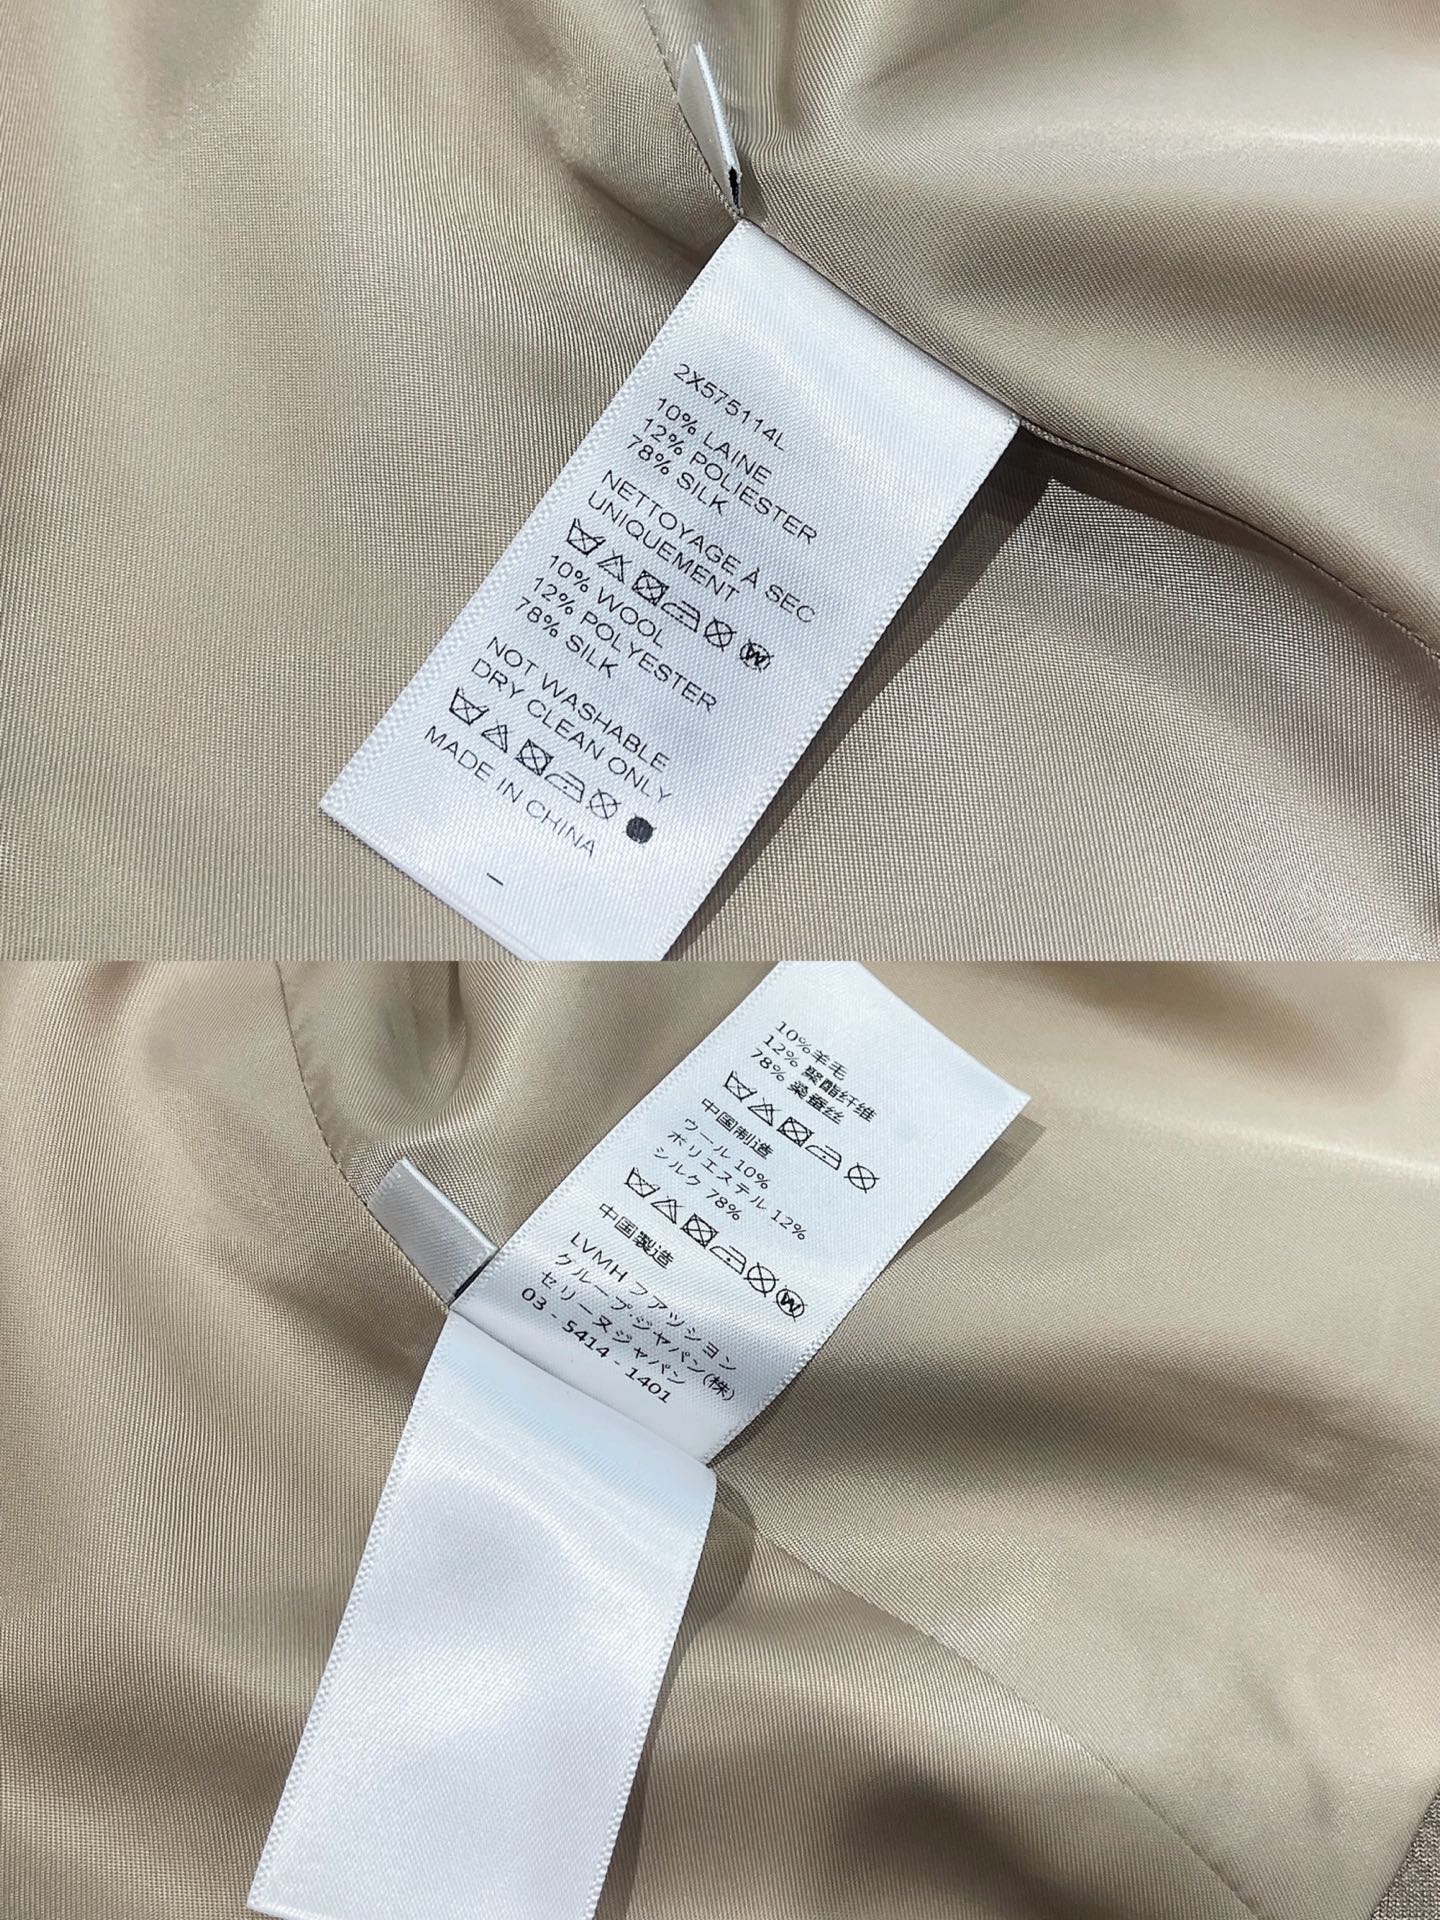 2X575114L
10% LAINE
12% POLIESTER
78% SILK
NETTOYAGE À SEC
UNIQUEMENT
W
10% WOOL
12% POLYESTER
78% SILK
NOT WASHABLE
DRY CLEAN ONLY
MADE IN CHINA
10%羊毛
12% 聚酯纤维
78% 桑蚕丝
中国制造
ウール 10%
ポリエステル 12%
シルク 78%
W
中国製造
LVMH ファッション
クループ·ジャパン(株)
セリーヌジャパン
03 - 5414 - 1401